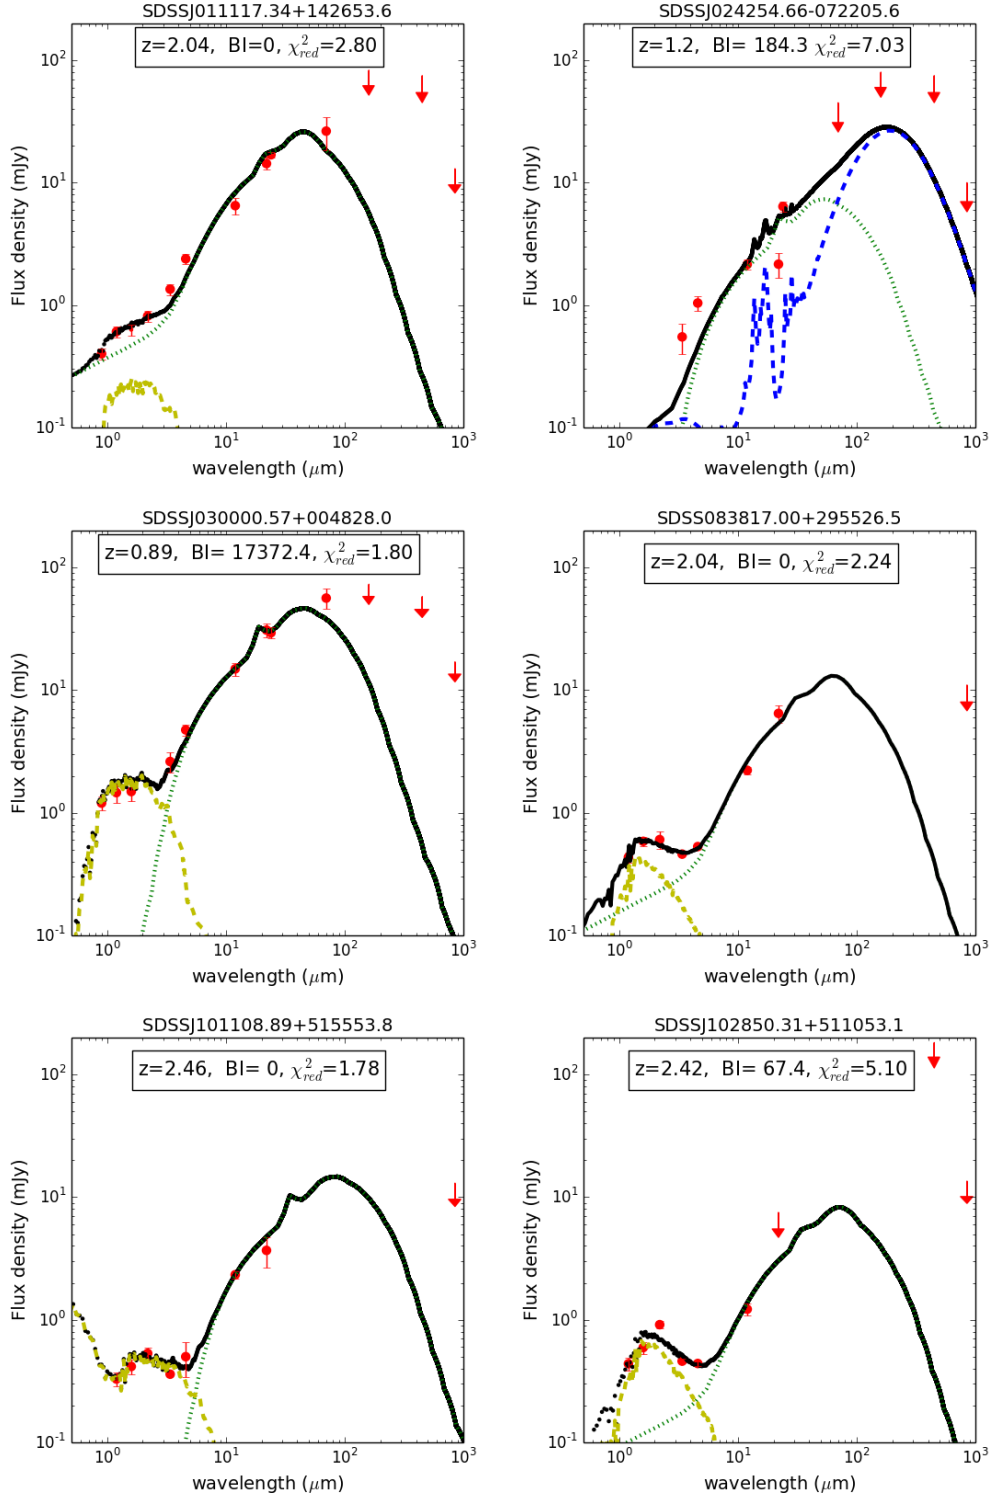 SDSSJ011117.34+142653.6
z=2.04, BI=0, χ²red=2.80
10²
10¹
10⁰
10⁻¹
Flux density (mJy)
10⁰ 10¹ 10² 10³
wavelength (μm)
SDSSJ024254.66-072205.6
z=1.2, BI= 184.3 χ²red=7.03
10²
10¹
10⁰
10⁻¹
Flux density (mJy)
10⁰ 10¹ 10² 10³
wavelength (μm)
SDSSJ030000.57+004828.0
z=0.89, BI= 17372.4, χ²red=1.80
10²
10¹
10⁰
10⁻¹
Flux density (mJy)
10⁰ 10¹ 10² 10³
wavelength (μm)
SDSS083817.00+295526.5
z=2.04, BI= 0, χ²red=2.24
10²
10¹
10⁰
10⁻¹
Flux density (mJy)
10⁰ 10¹ 10² 10³
wavelength (μm)
SDSSJ101108.89+515553.8
z=2.46, BI= 0, χ²red=1.78
10²
10¹
10⁰
10⁻¹
Flux density (mJy)
10⁰ 10¹ 10² 10³
wavelength (μm)
SDSSJ102850.31+511053.1
z=2.42, BI= 67.4, χ²red=5.10
10²
10¹
10⁰
10⁻¹
Flux density (mJy)
10⁰ 10¹ 10² 10³
wavelength (μm)